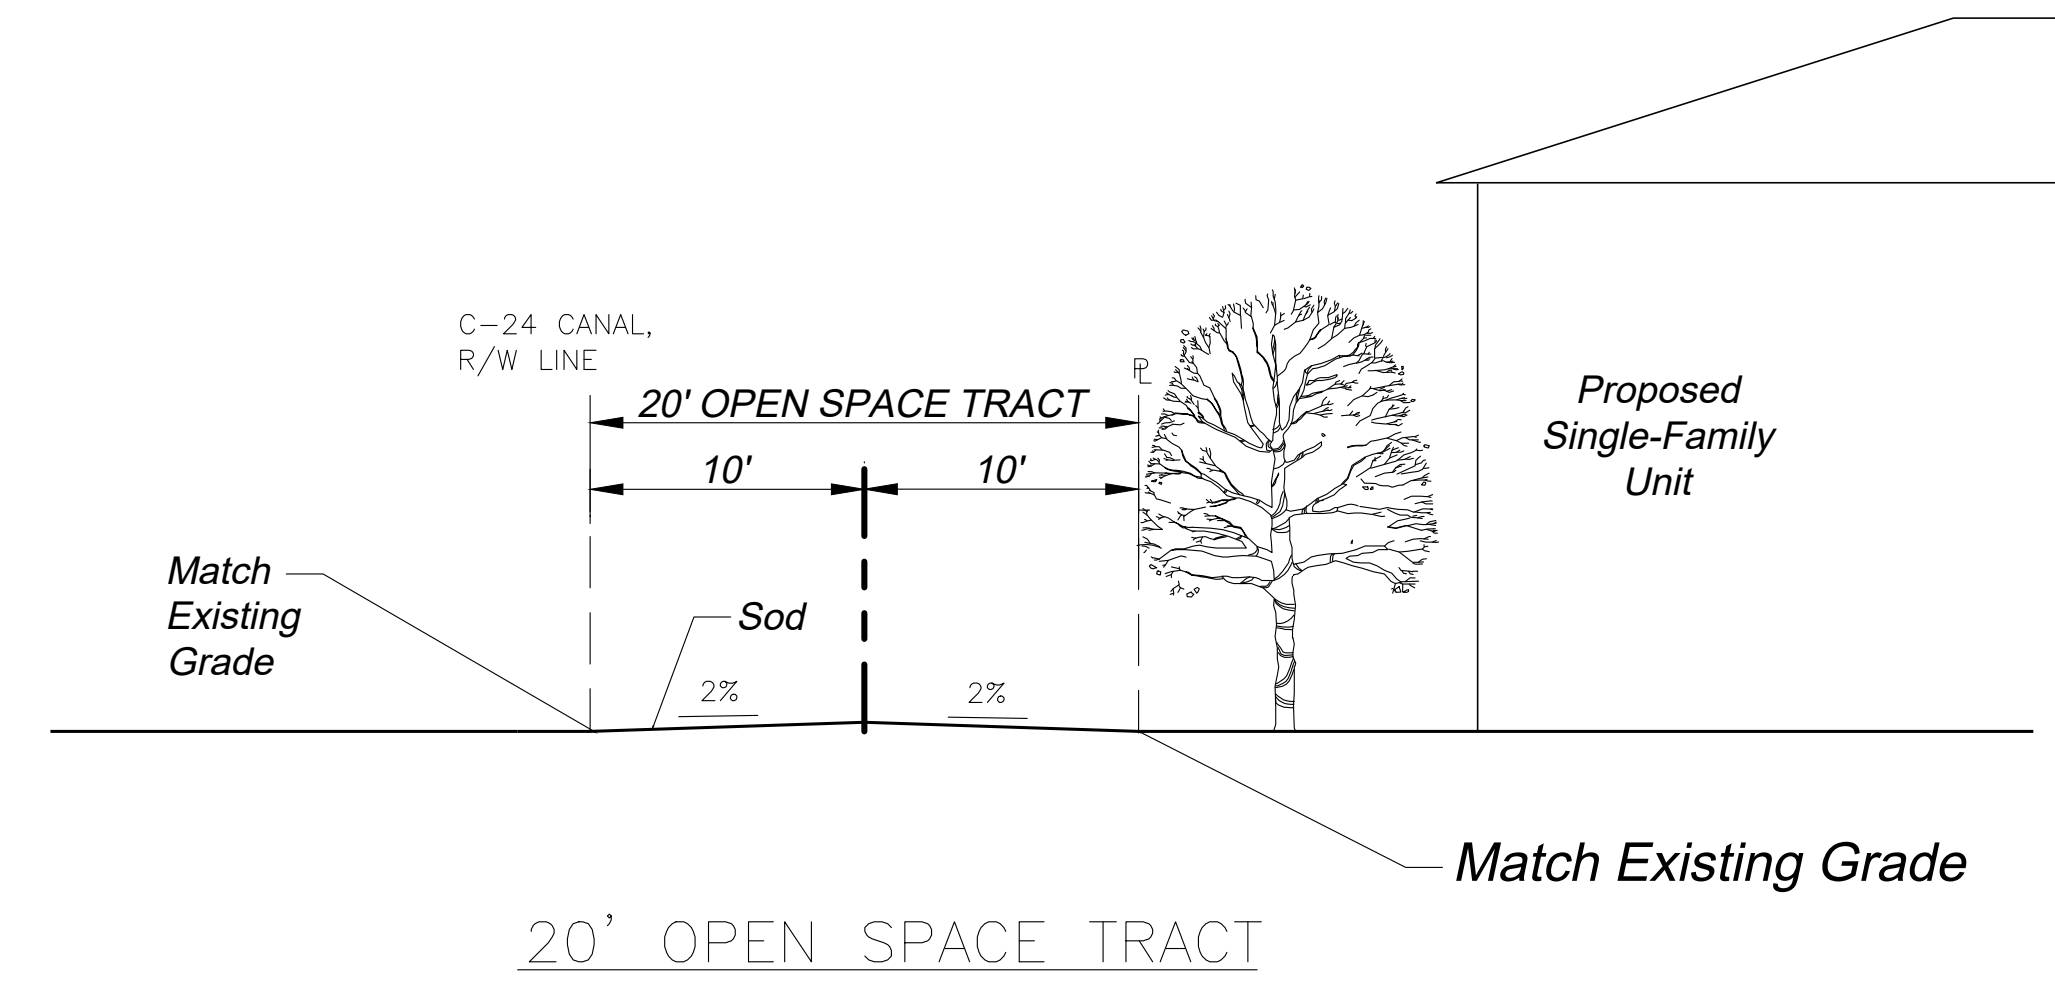 C-24 CANAL,
R/W LINE
PL
20' OPEN SPACE TRACT
10'
10'
Proposed
Single-Family
Unit
Match
Existing
Grade
Sod
2%
2%
Match Existing Grade
20' OPEN SPACE TRACT